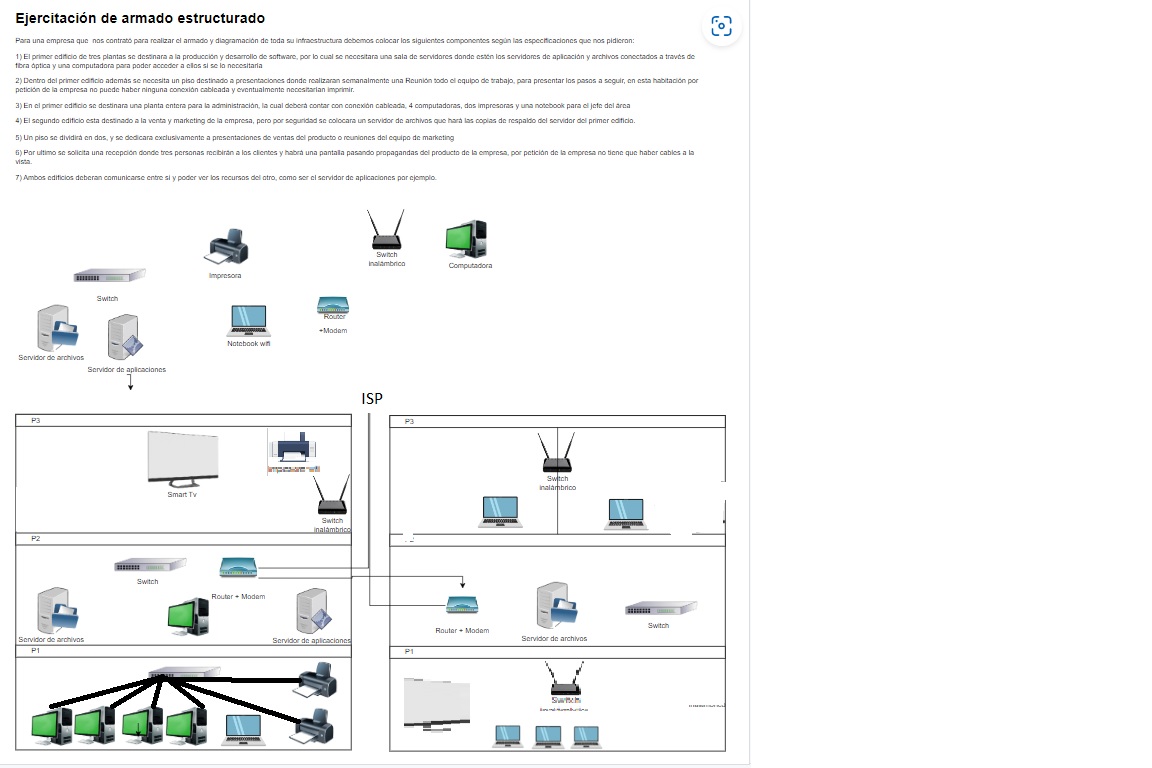 Ejercitación de armado estructurado
Para una empresa que nos contrató para realizar el armado y diagramación de toda su infraestructura debemos colocar los siguientes componentes según las especificaciones que nos pidieron:
1) El primer edificio de tres plantas se destinara a la producción y desarrollo de software, por lo cual se necesitara una sala de servidores donde estén los servidores de aplicación y archivos conectados a través de
fibra óptica y una computadora para poder acceder a ellos si se lo necesitaría
2) Dentro del primer edificio además se necesita un piso destinado a presentaciones donde realizaran semanalmente una Reunión todo el equipo de trabajo, para presentar los pasos a seguir, en esta habitación por
petición de la empresa no puede haber ninguna conexión cableada y eventualmente necesitarían imprimir.
3) En el primer edificio se destinara una planta entera para la administración, la cual deberá contar con conexión cableada, 4 computadoras, dos impresoras y una notebook para el jefe del área
4) El segundo edificio esta destinado a la venta y marketing de la empresa, pero por seguridad se colocara un servidor de archivos que hará las copias de respaldo del servidor del primer edificio.
5) Un piso se dividirá en dos, y se dedicara exclusivamente a presentaciones de ventas del producto o reuniones del equipo de marketing
6) Por ultimo se solicita una recepción donde tres personas recibirán a los clientes y habrá una pantalla pasando propagandas del producto de la empresa, por petición de la empresa no tiene que haber cables a la
vista.
7) Ambos edificios deberan comunicarse entre si y poder ver los recursos del otro, como ser el servidor de aplicaciones por ejemplo.
Switch
inalámbrico
Computadora
Impresora
Switch
Router
+Modem
Notebook wifi
Servidor de archivos
Servidor de aplicaciones
ISP
P3
Smart Tv
Switch
inalámbrico
P2
Switch
Router + Modem
Servidor de archivos
Servidor de aplicaciones
P1
P3
Switch
inalámbrico
Router + Modem
Servidor de archivos
Switch
P1